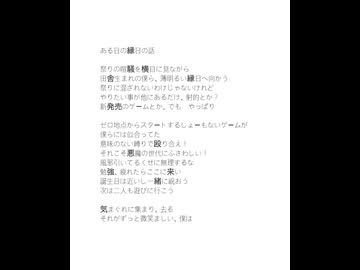 ある日の縁日の話
祭りの喧騒を横目に見ながら
田舎生まれの僕ら、薄明るい縁日へ向かう
祭りに混ざれないわけじゃないけれど
やりたい事が他にあるだけ、射的とか？
新発売のゲームとか。でも　やっぱり
ゼロ地点からスタートするしょーもないゲームが
僕らには似合ってた
意味のない縛りで殴り合え！
それこそ悪魔の世代にふさわしい！
風邪引いてるくせに無理するな
勉強、疲れたらここに来い
誕生日は近いし一緒に祝おう
次は二人も遊びに行こう
気まぐれに集まり、去る
それがずっと微笑ましい、僕は